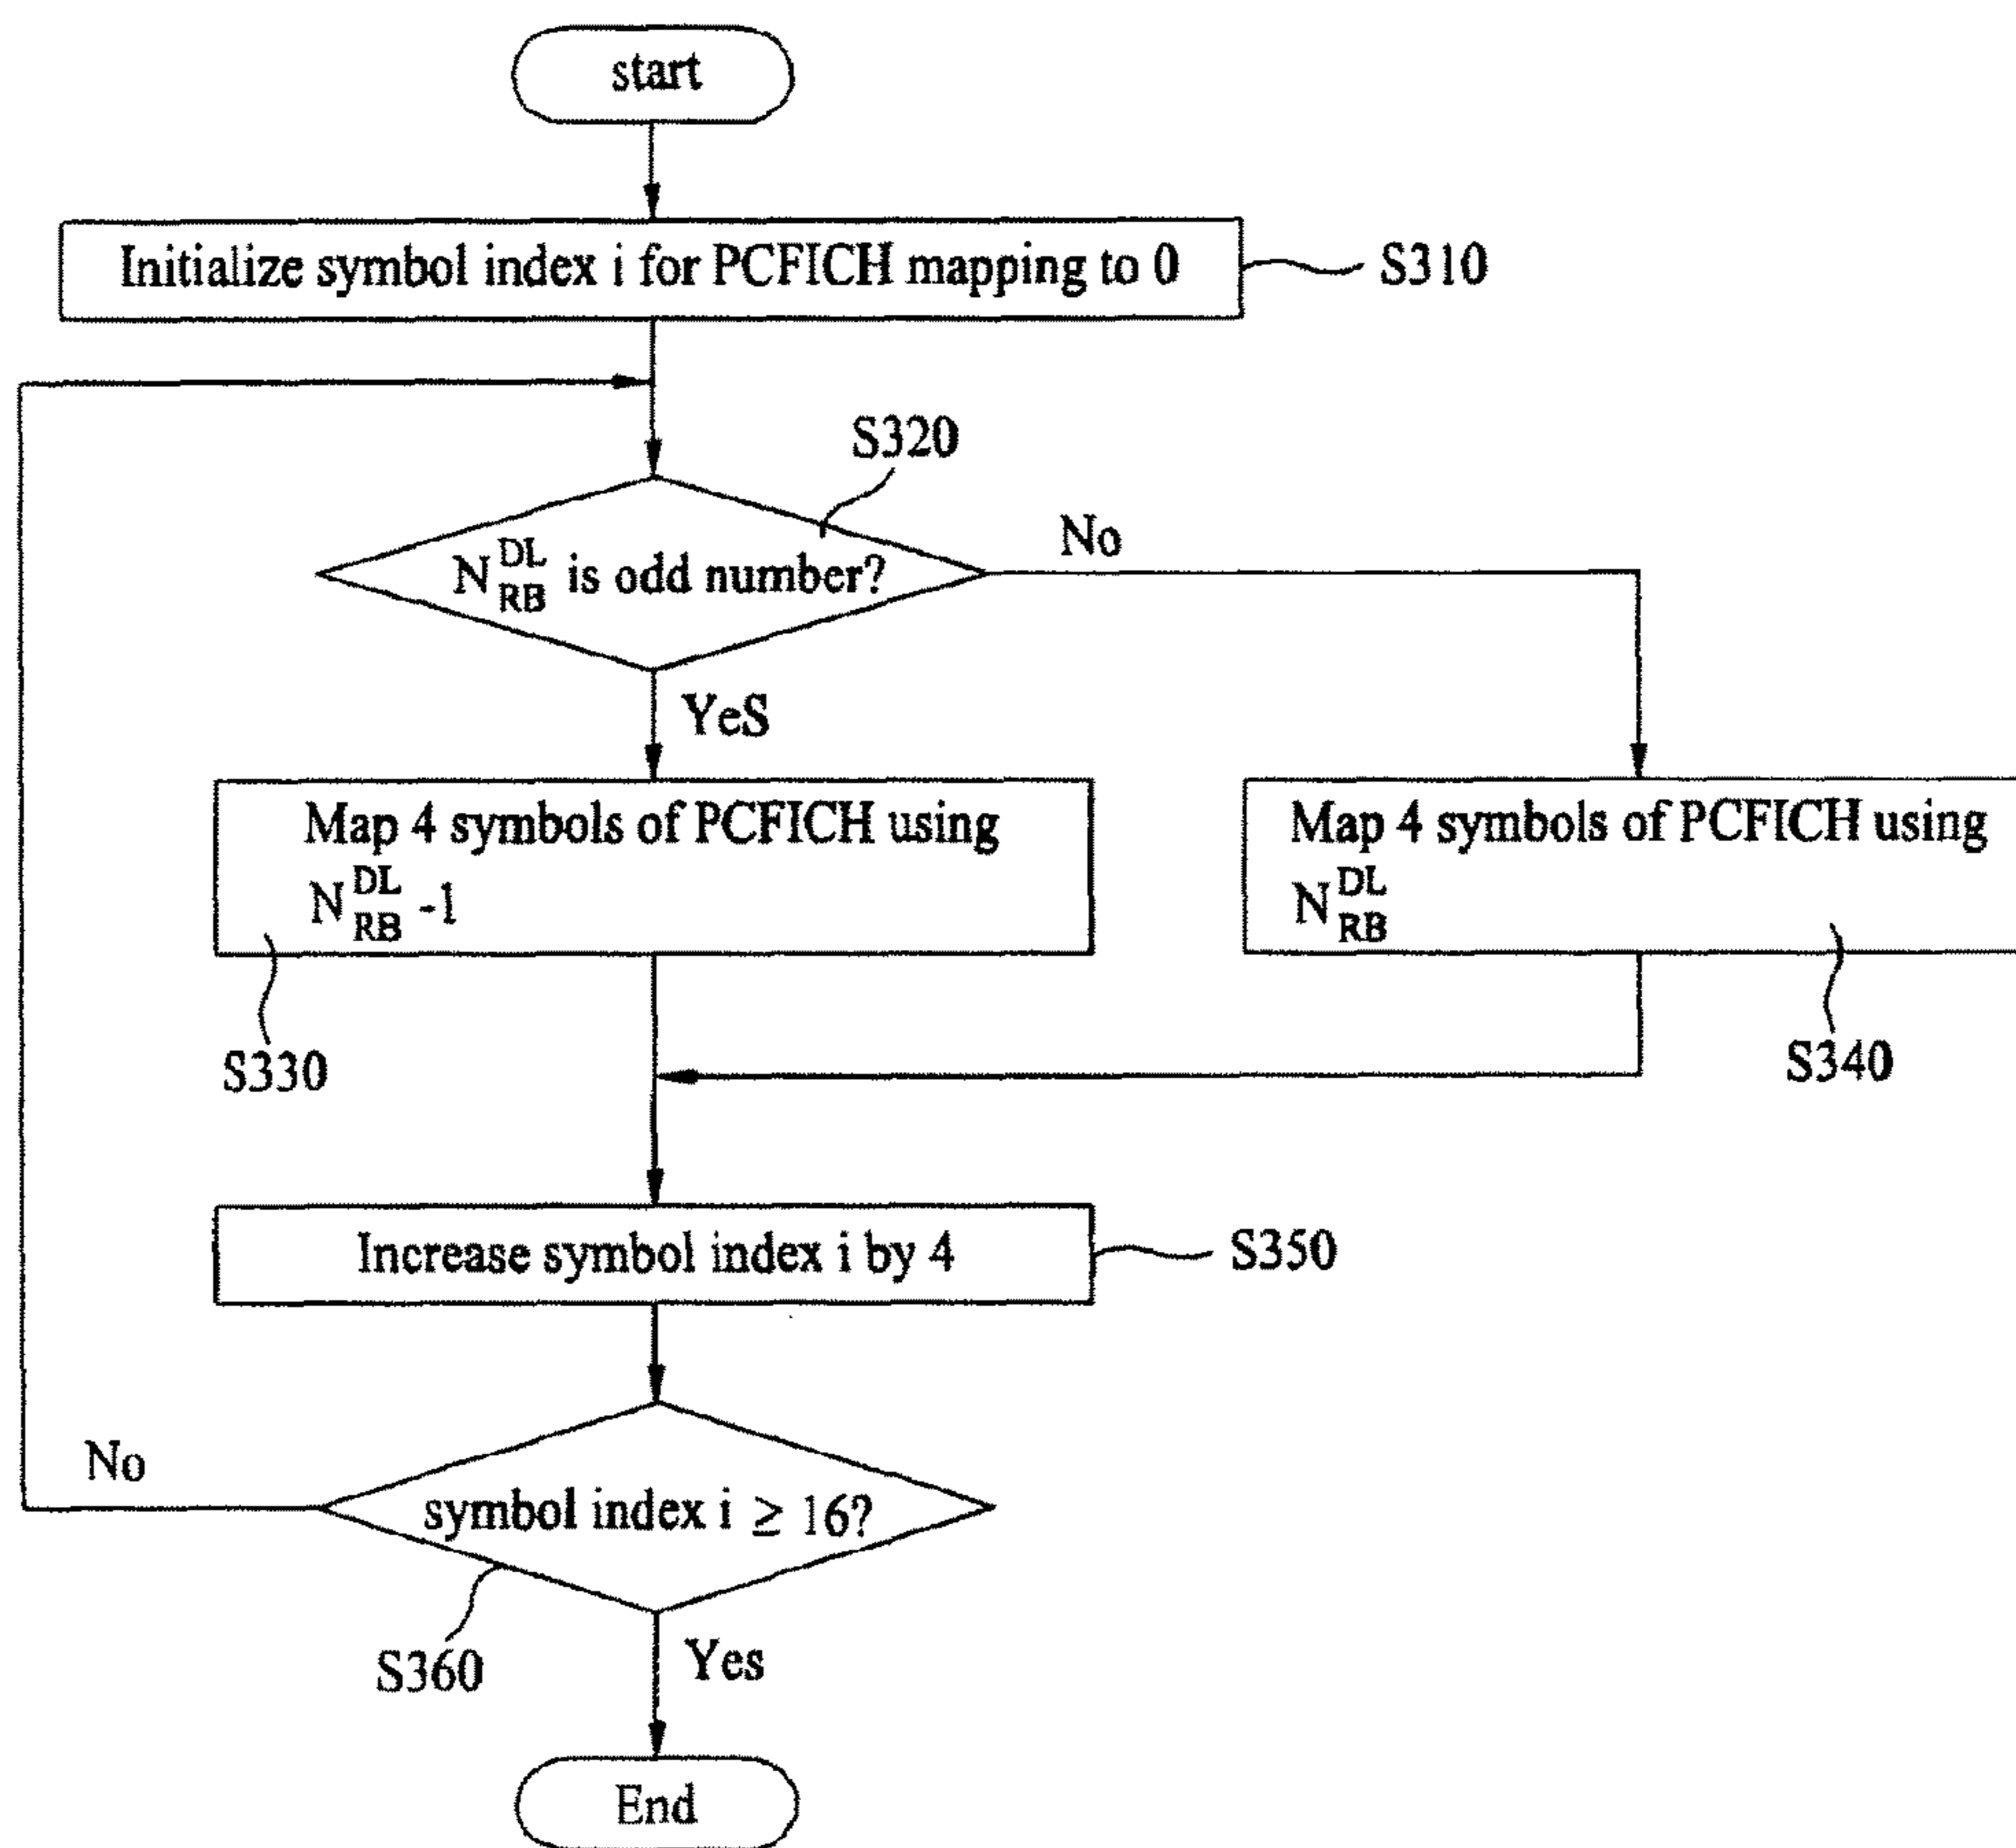 start
Initialize symbol index i for PCFICH mapping to 0
S310
S320
N DL RB is odd number?
No
YeS
Map 4 symbols of PCFICH using
N DL RB -1
Map 4 symbols of PCFICH using
N DL RB
S330
S340
Increase symbol index i by 4
S350
No
symbol index i ≥ 16?
S360
Yes
End